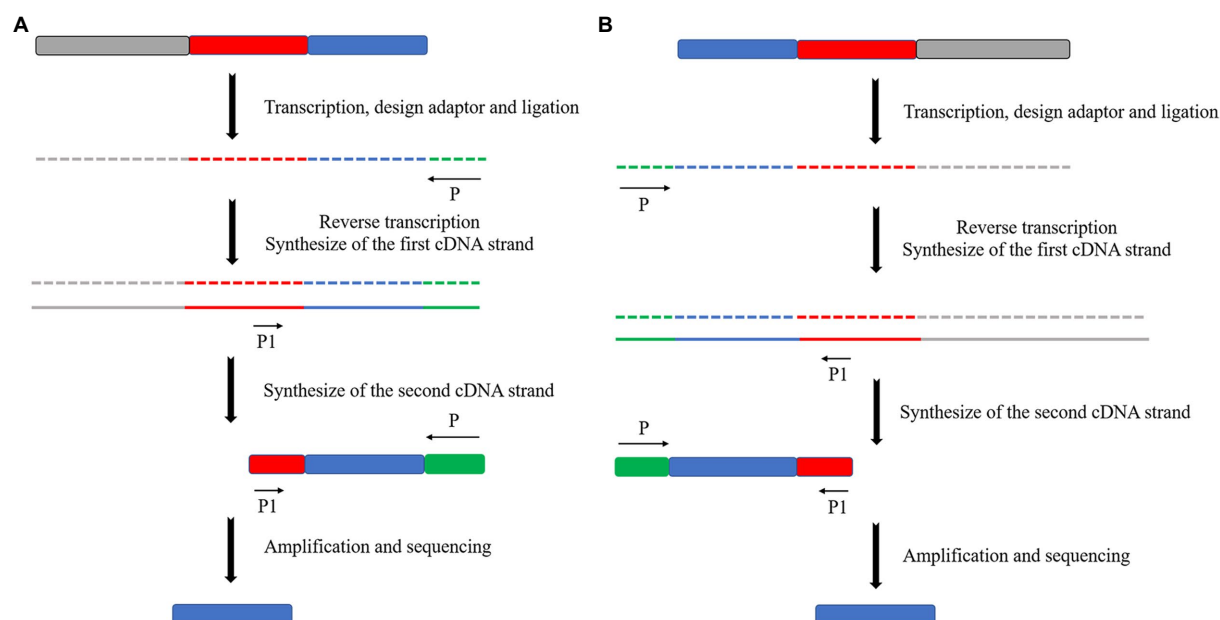 A
Transcription, design adaptor and ligation
P
Reverse transcription
Synthesize of the first cDNA strand
P1
Synthesize of the second cDNA strand
P
P1
Amplification and sequencing
B
Transcription, design adaptor and ligation
P
Reverse transcription
Synthesize of the first cDNA strand
P1
Synthesize of the second cDNA strand
P
P1
Amplification and sequencing